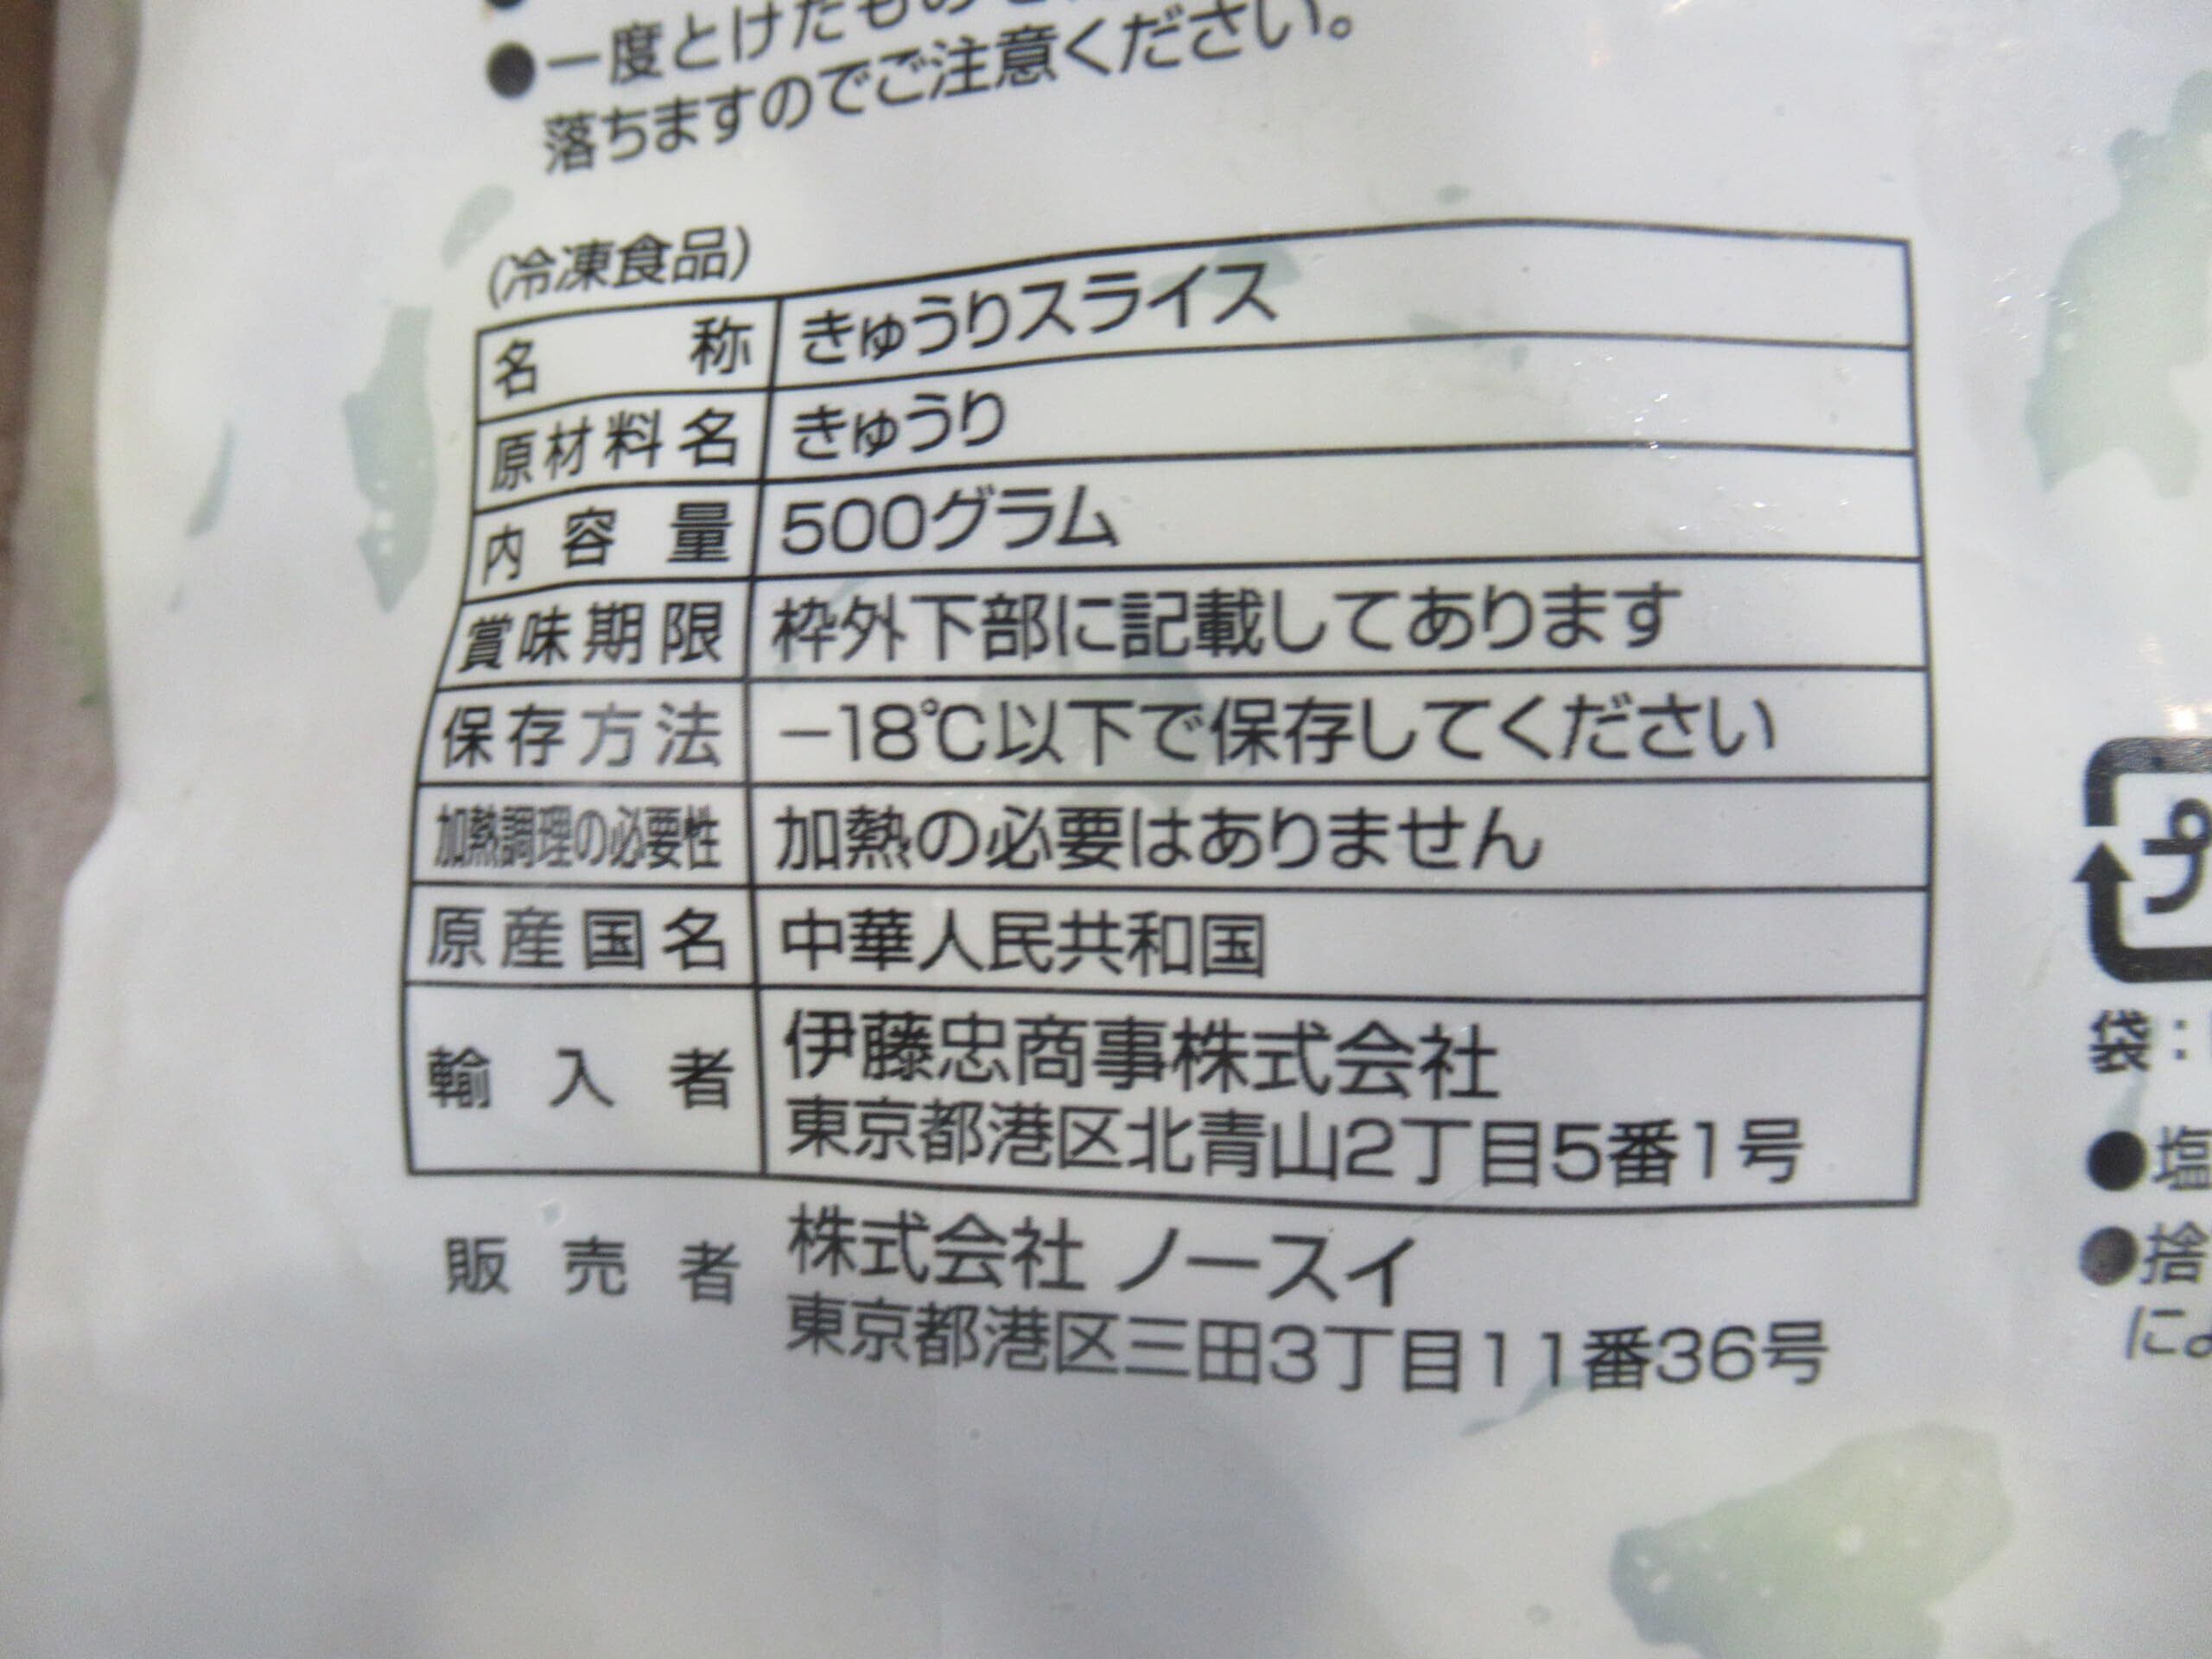 ●一度とけたもの
落ちますのでご注意ください。
(冷凍食品)
名称 きゅうりスライス
原材料名 きゅうり
内容量 500グラム
賞味期限 枠外下部に記載してあります
保存方法 −18℃以下で保存してください
加熱調理の必要性 加熱の必要はありません
原産国名 中華人民共和国
輸入者 伊藤忠商事株式会社
東京都港区北青山2丁目5番1号
販売者 株式会社 ノースイ
東京都港区三田3丁目11番36号
プ
袋:
●塩
●捨
によ